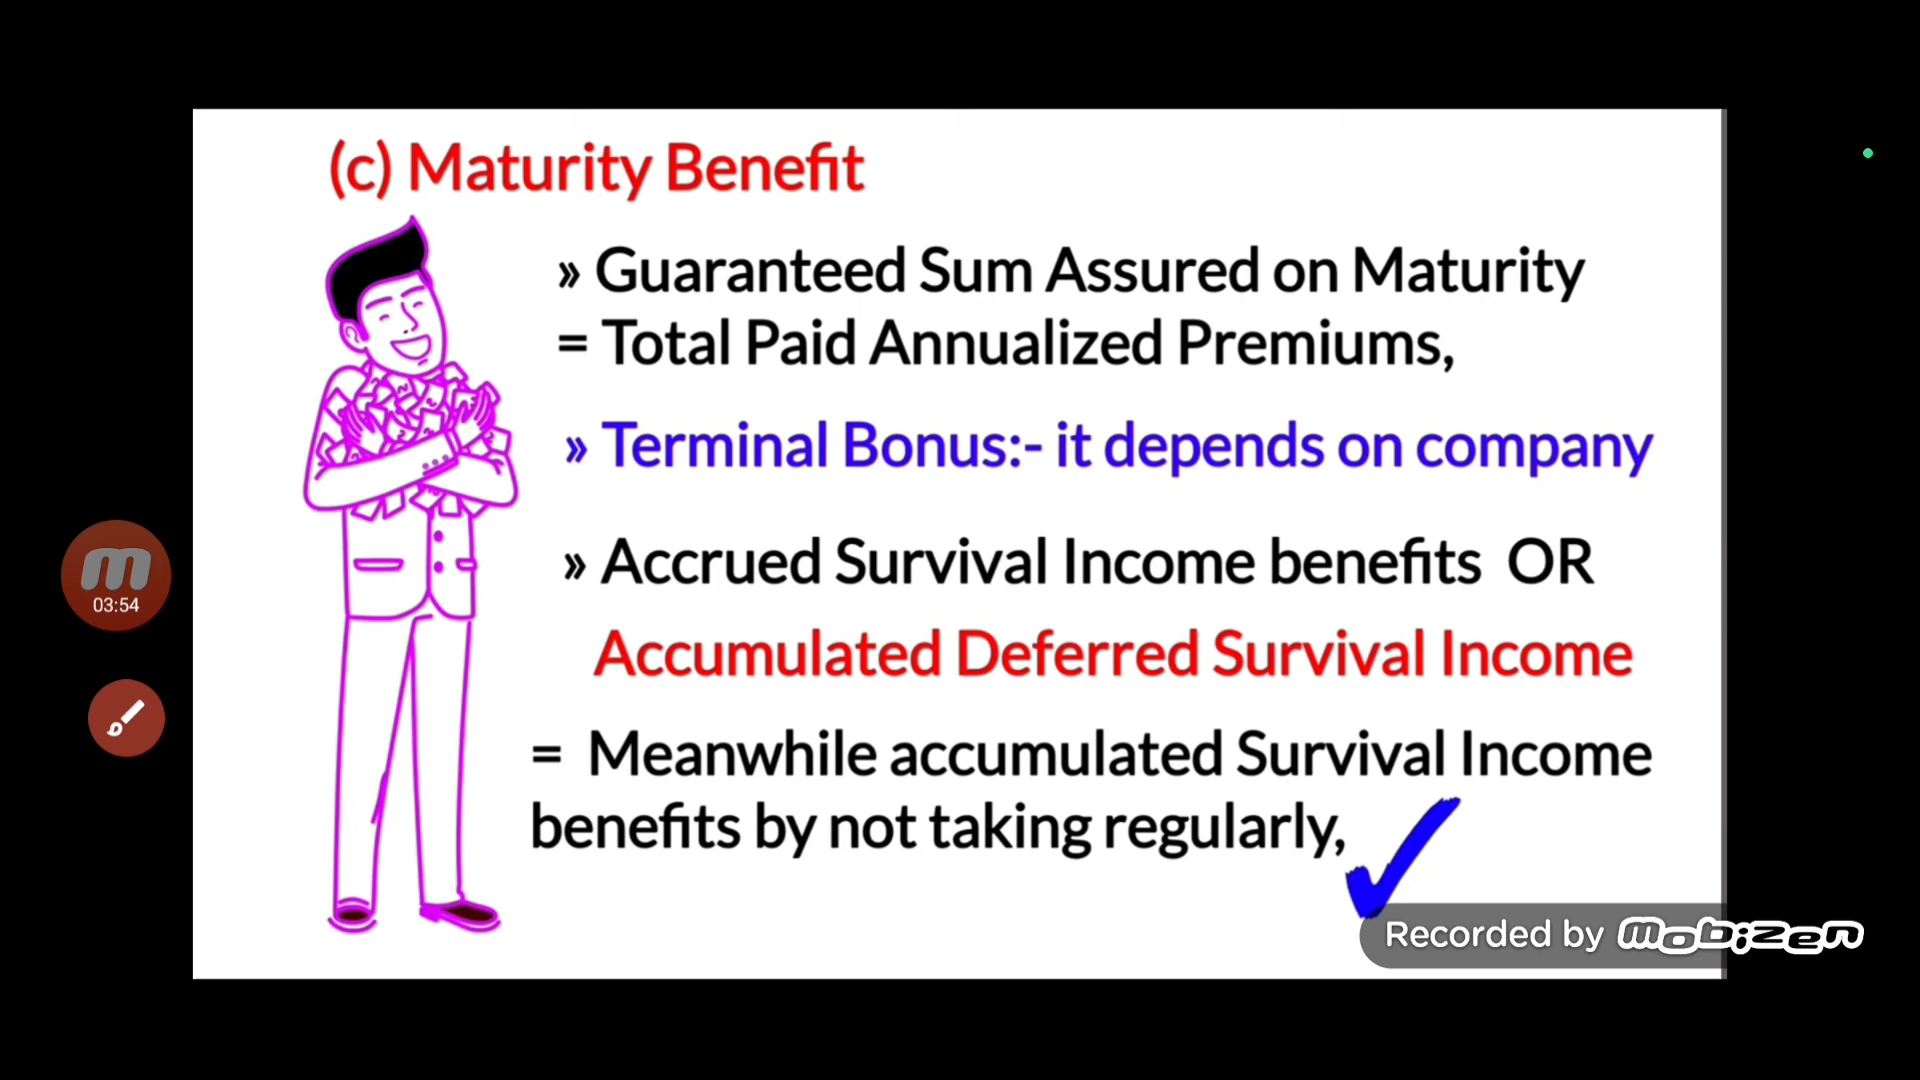 (c) Maturity Benefit
» Guaranteed Sum Assured on Maturity
= Total Paid Annualized Premiums,
» Terminal Bonus:- it depends on company
» Accrued Survival Income benefits OR
Accumulated Deferred Survival Income
= Meanwhile accumulated Survival Income
benefits by not taking regularly,
m
03:54
Recorded by mobizen